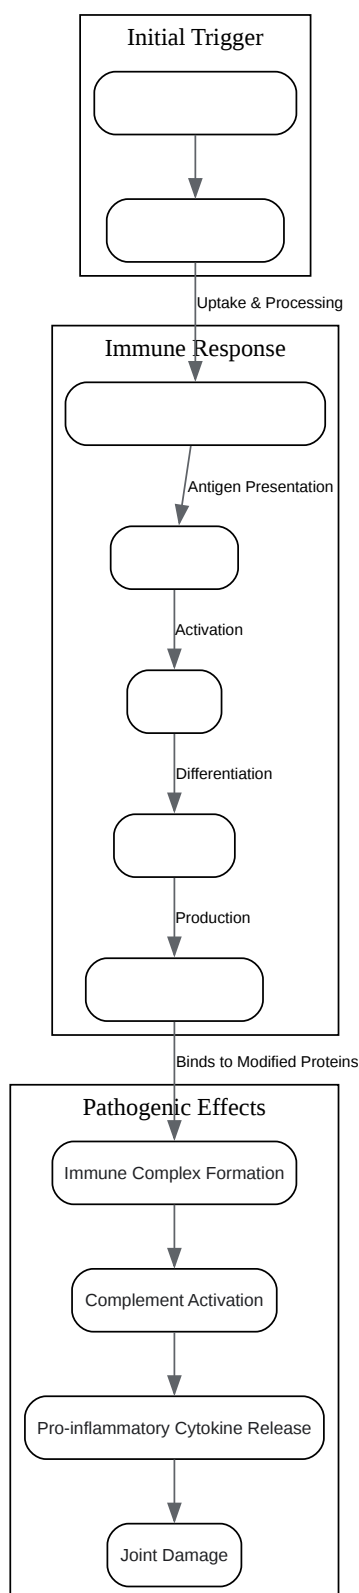 Initial Trigger
Uptake & Processing
Immune Response
Antigen Presentation
Activation
Differentiation
Production
Binds to Modified Proteins
Pathogenic Effects
Immune Complex Formation
Complement Activation
Pro-inflammatory Cytokine Release
Joint Damage